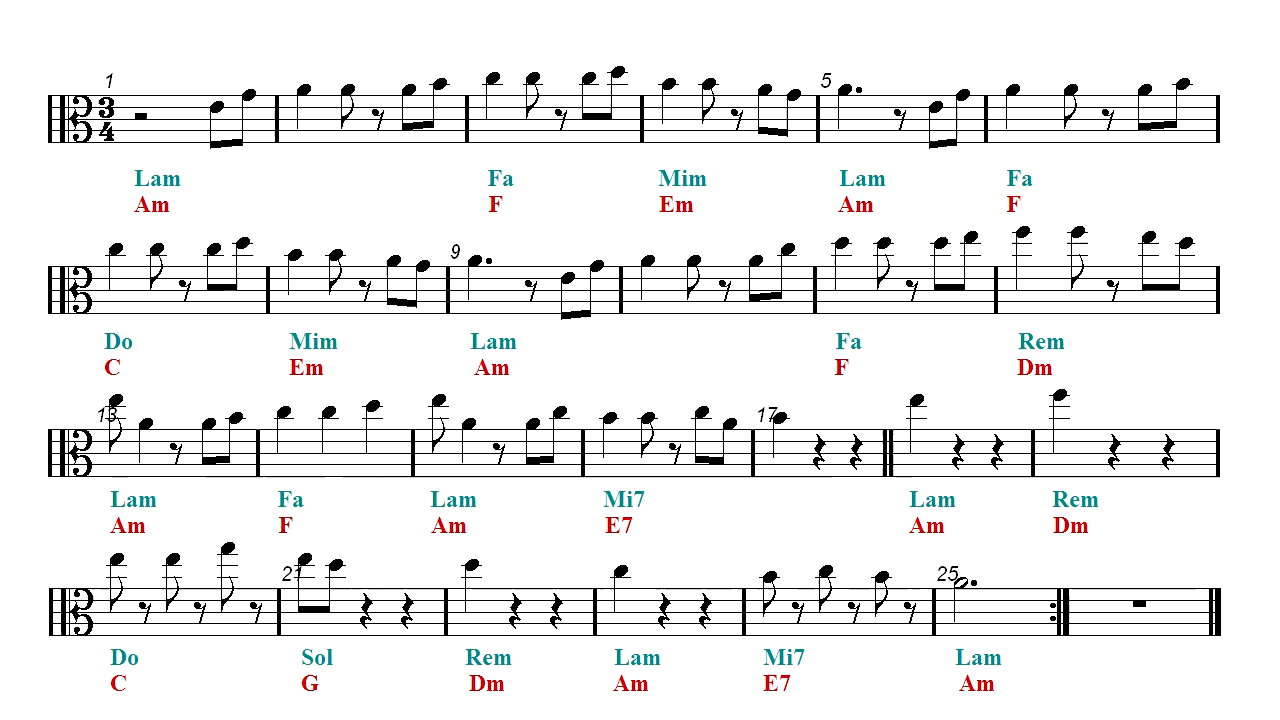 1 5
3
4
Lam Fa Mim Lam Fa
Am F Em Am F
9
Do Mim Lam Fa Rem
C Em Am F Dm
13 17
Lam Fa Lam Mi7 Lam Rem
Am F Am E7 Am Dm
21 25
Do Sol Rem Lam Mi7 Lam
C G Dm Am E7 Am